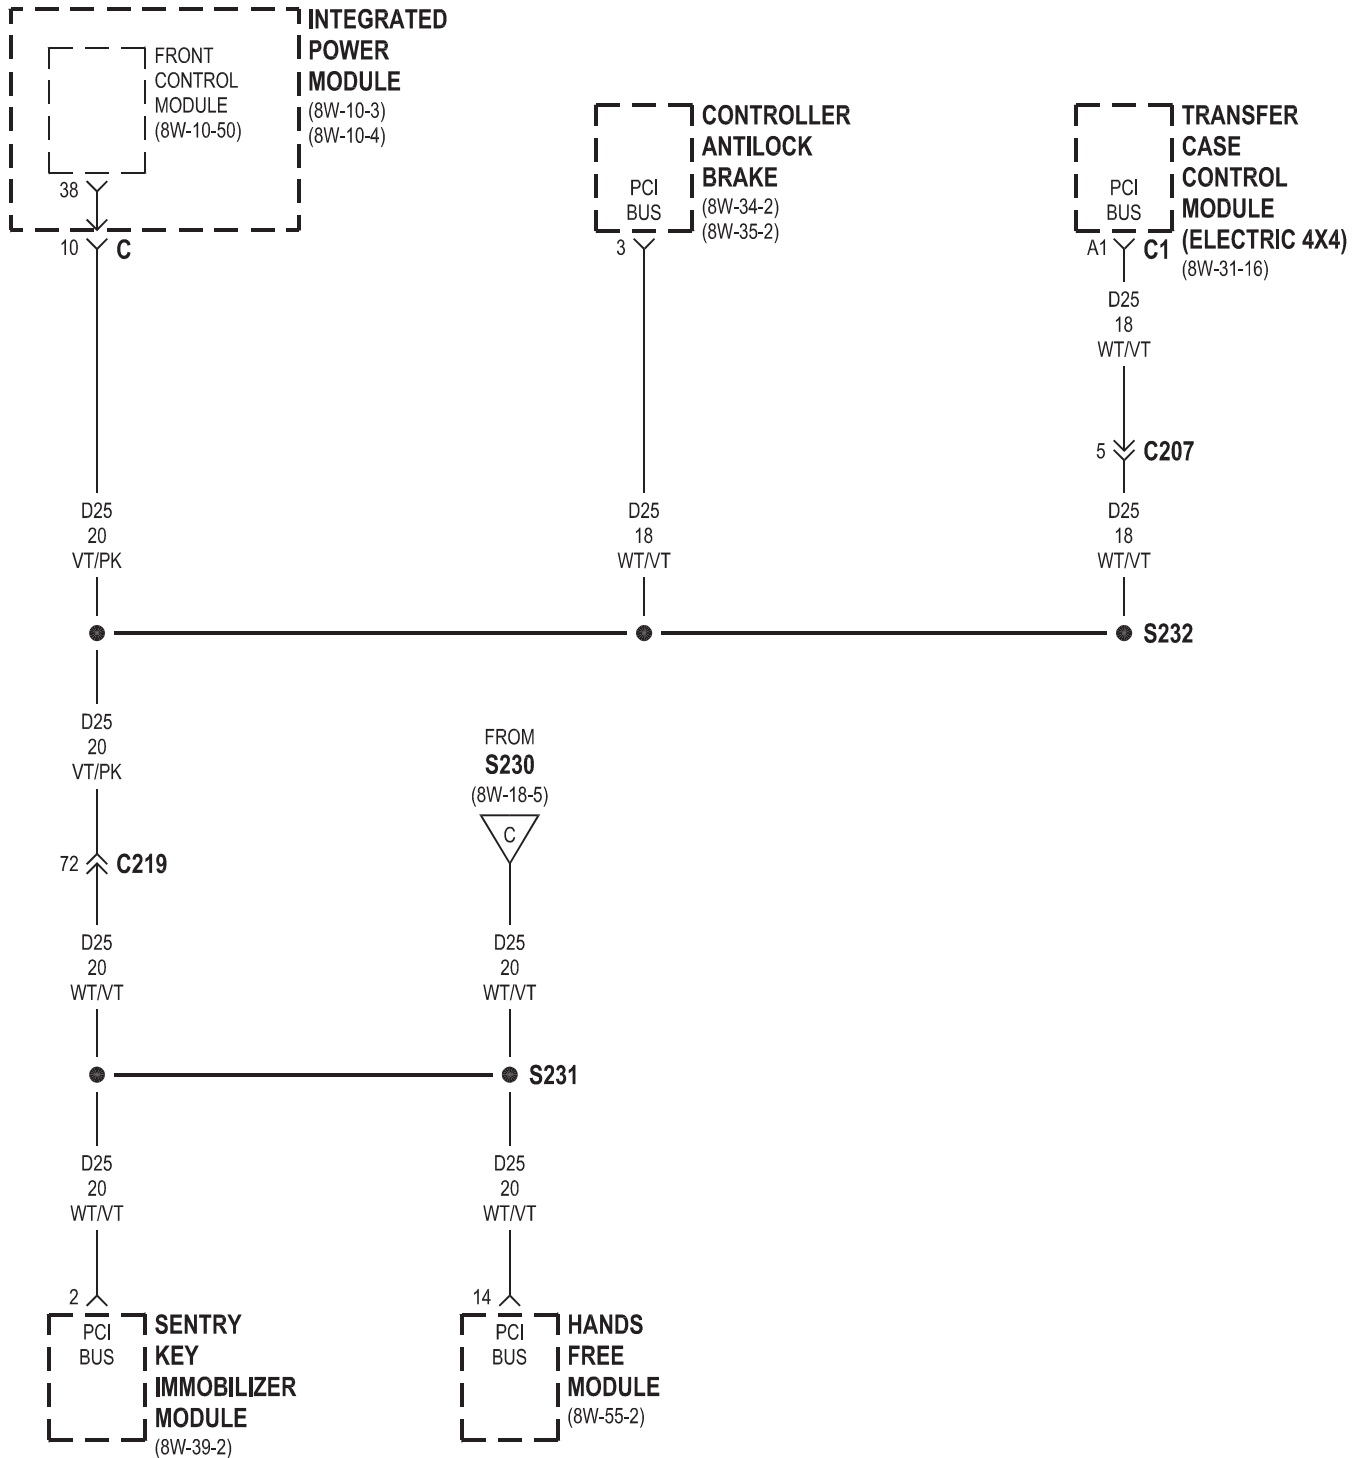 INTEGRATED
POWER
MODULE
(8W-10-3)
(8W-10-4)
FRONT
CONTROL
MODULE
(8W-10-50)
38
10
C
CONTROLLER
ANTILOCK
BRAKE
(8W-34-2)
(8W-35-2)
PCI
BUS
3
TRANSFER
CASE
CONTROL
MODULE
(ELECTRIC 4X4)
(8W-31-16)
PCI
BUS
A1
C1
D25
18
WT/VT
5
C207
D25
20
VT/PK
D25
18
WT/VT
D25
18
WT/VT
S232
D25
20
VT/PK
FROM
S230
(8W-18-5)
C
72
C219
D25
20
WT/VT
D25
20
WT/VT
S231
D25
20
WT/VT
D25
20
WT/VT
2
PCI
BUS
SENTRY
KEY
IMMOBILIZER
MODULE
(8W-39-2)
14
PCI
BUS
HANDS
FREE
MODULE
(8W-55-2)